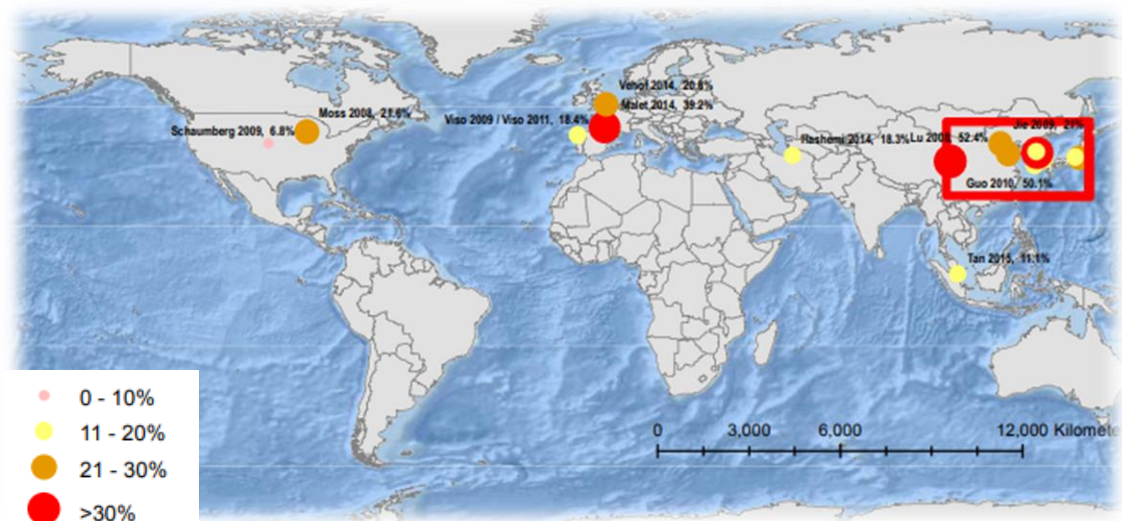 Vehof 2014, 20.8%
Moss 2008, 21.6%
Malet 2014, 39.2%
Viso 2009 / Viso 2011, 18.4%
Jie 2009, 21%
Schaumberg 2009, 6.8%
Hashemi 2014, 18.3%
Lu 2008, 52.4%
Guo 2010, 50.1%
Tan 2015, 11.1%
0 - 10%
11 - 20%
21 - 30%
>30%
0 3,000 6,000 12,000 Kilomete